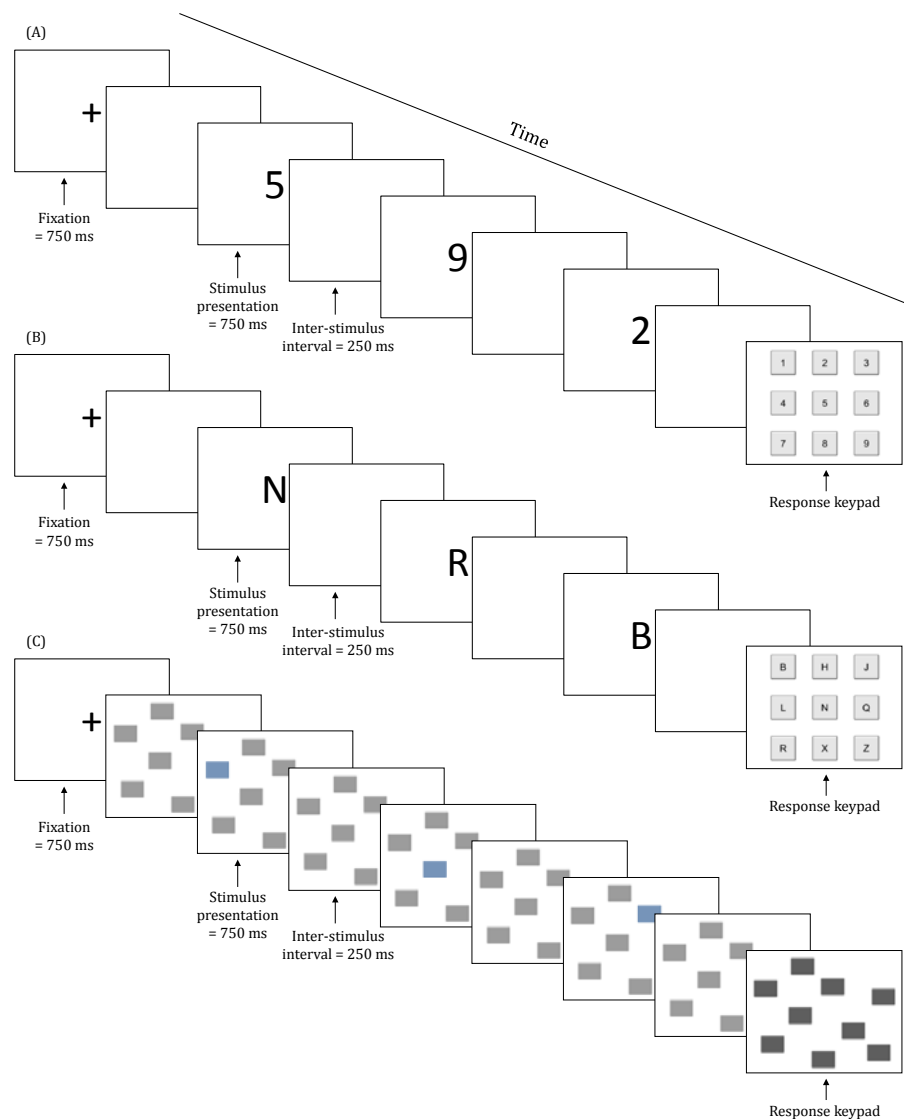 (A)
Time
+
5
9
2
Fixation
= 750 ms
Stimulus
presentation
= 750 ms
Inter-stimulus
interval = 250 ms
1 2 3
4 5 6
7 8 9
Response keypad
(B)
+
N
R
B
Fixation
= 750 ms
Stimulus
presentation
= 750 ms
Inter-stimulus
interval = 250 ms
B H J
L N Q
R X Z
Response keypad
(C)
+
Fixation
= 750 ms
Stimulus
presentation
= 750 ms
Inter-stimulus
interval = 250 ms
Response keypad